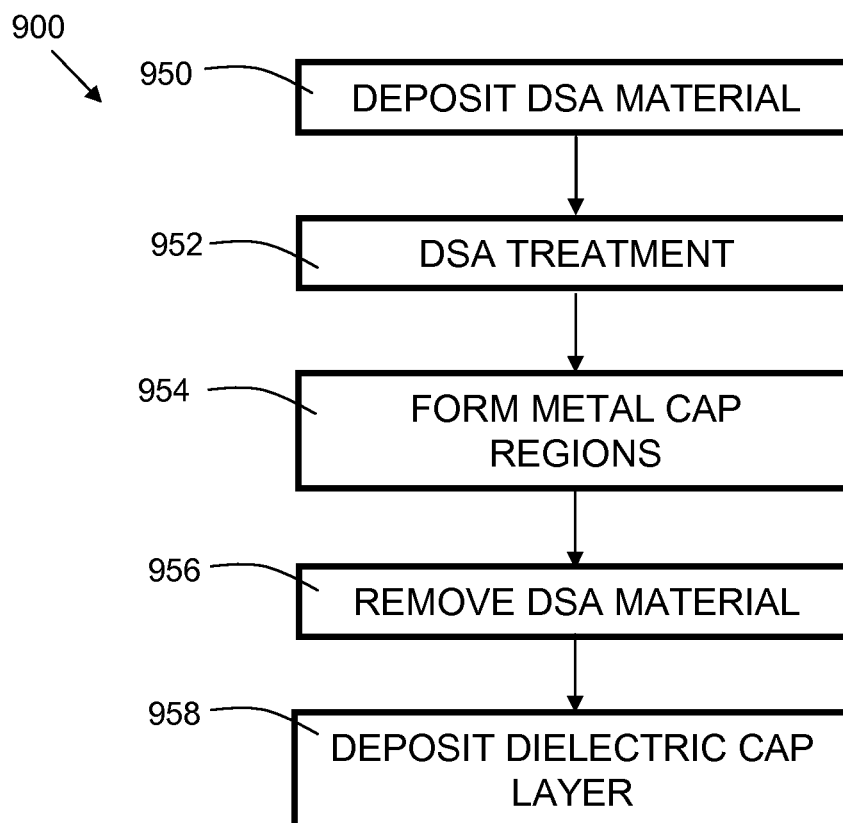 900
950
DEPOSIT DSA MATERIAL
952
DSA TREATMENT
954
FORM METAL CAP
REGIONS
956
REMOVE DSA MATERIAL
958
DEPOSIT DIELECTRIC CAP
LAYER